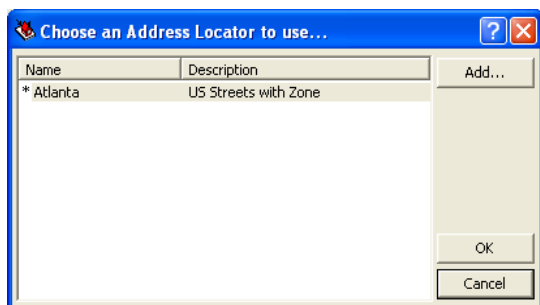 Choose an Address Locator to use...
Name Description Add...
* Atlanta US Streets with Zone
OK
Cancel